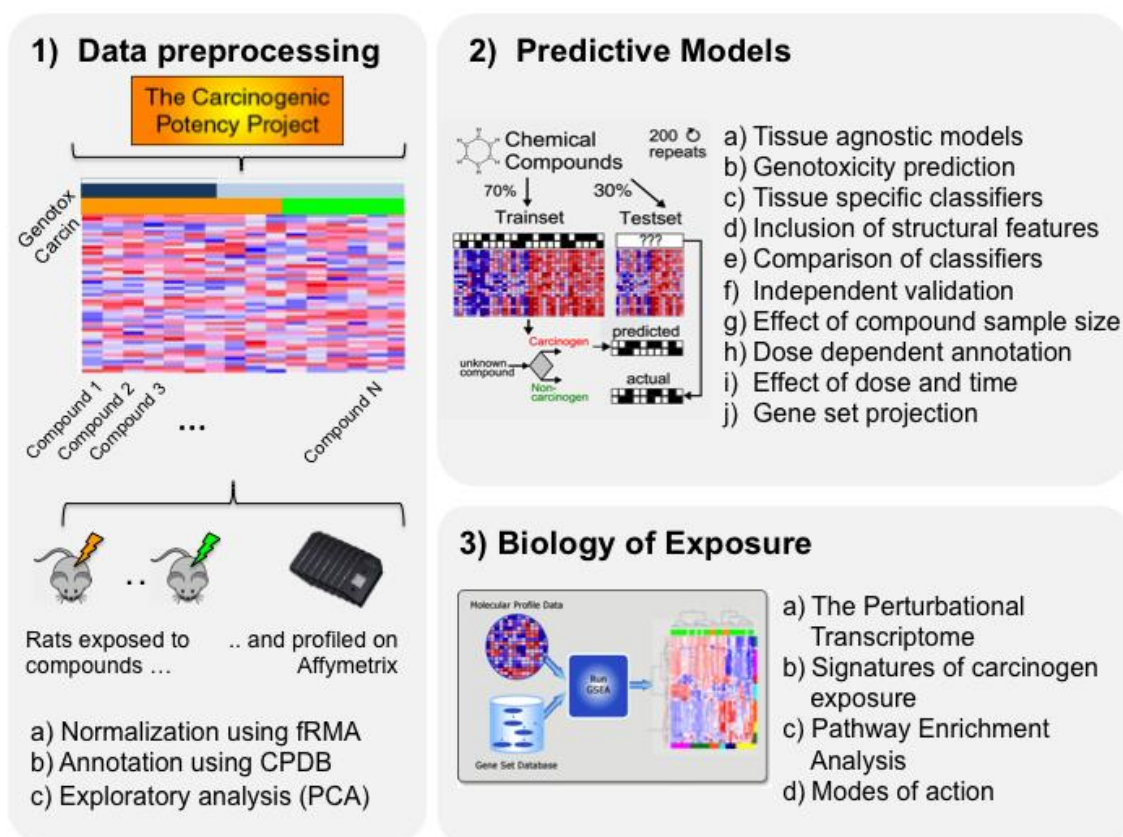 1) Data preprocessing
The Carcinogenic
Potency Project
Genotox
Carcin
Compound 1
Compound 2
Compound 3
...
Compound N
..
Rats exposed to
compounds ...
.. and profiled on
Affymetrix
a) Normalization using fRMA
b) Annotation using CPDB
c) Exploratory analysis (PCA)
2) Predictive Models
Chemical
Compounds
200
repeats
70%
30%
Trainset
Testset
???
Carcinogen
predicted
unknown
compound
Non-
carcinogen
actual
a) Tissue agnostic models
b) Genotoxicity prediction
c) Tissue specific classifiers
d) Inclusion of structural features
e) Comparison of classifiers
f) Independent validation
g) Effect of compound sample size
h) Dose dependent annotation
i) Effect of dose and time
j) Gene set projection
3) Biology of Exposure
Molecular Profile Data
Run
GSEA
Gene Set Database
a) The Perturbational
Transcriptome
b) Signatures of carcinogen
exposure
c) Pathway Enrichment
Analysis
d) Modes of action